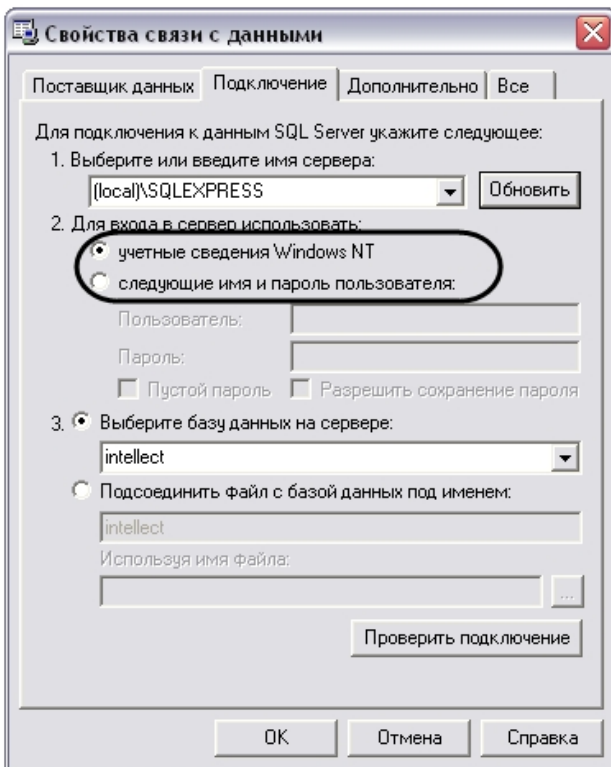 Свойства связи с данными
Поставщик данных Подключение Дополнительно Все
Для подключения к данным SQL Server укажите следующее:
1. Выберите или введите имя сервера:
(local)\SQLEXPRESS Обновить
2. Для входа в сервер использовать:
учетные сведения Windows NT
следующие имя и пароль пользователя:
Пользователь:
Пароль:
Пустой пароль Разрешить сохранение пароля
3. Выберите базу данных на сервере:
intellect
Подсоединить файл с базой данных под именем:
intellect
Используя имя файла:
...
Проверить подключение
OK Отмена Справка